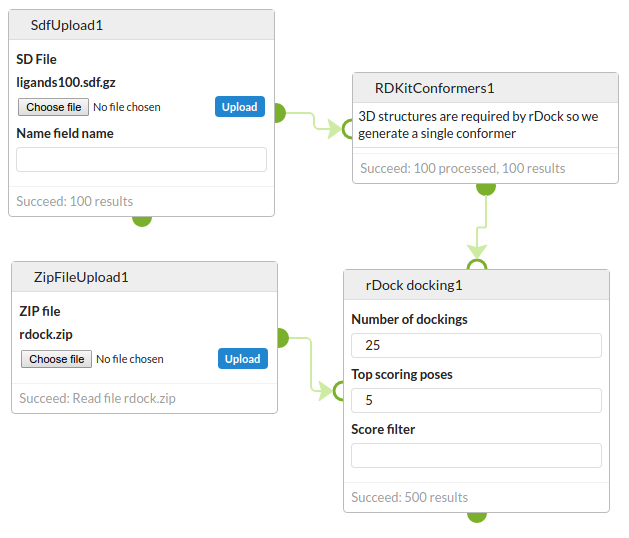 SdfUpload1
SD File
ligands100.sdf.gz
Choose file No file chosen Upload
Name field name
Succeed: 100 results
RDKitConformers1
3D structures are required by rDock so we
generate a single conformer
Succeed: 100 processed, 100 results
ZipFileUpload1
ZIP file
rdock.zip
Choose file No file chosen Upload
Succeed: Read file rdock.zip
rDock docking1
Number of dockings
25
Top scoring poses
5
Score filter
Succeed: 500 results